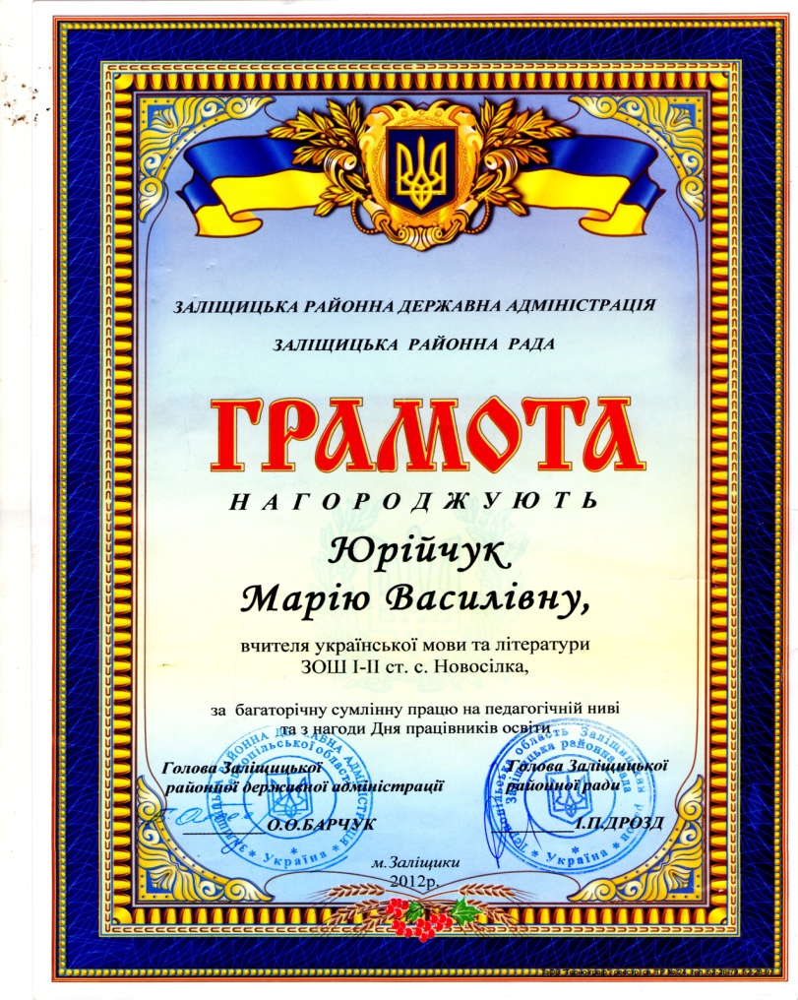 ЗАЛІЩИЦЬКА РАЙОННА ДЕРЖАВНА АДМІНІСТРАЦІЯ
ЗАЛІЩИЦЬКА РАЙОННА РАДА
ГРАМОТА
НАГОРОДЖУЮТЬ
Юрійчук
Марію Василівну,
вчителя української мови та літератури
ЗОШ І-ІІ ст. с. Новосілка,
за багаторічну сумлінну працю на педагогічній ниві
та з нагоди Дня працівників освіти
Голова Заліщицької
районної державної адміністрації
О.О.БАРЧУК
Голова Заліщицької
районної ради
І.П.ДРОЗД
м.Заліщики
2012р.
* Україна *
* Україна *